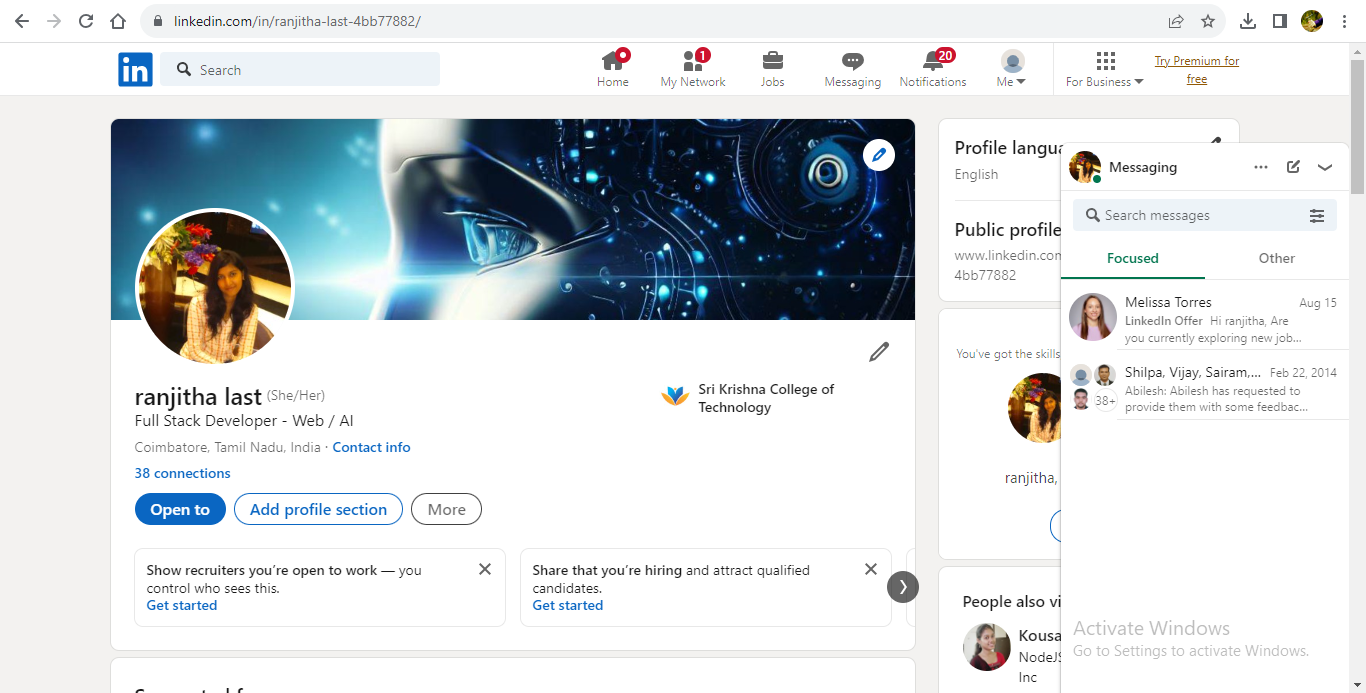 linkedin.com/in/ranjitha-last-4bb77882/
in
Search
Home
1
My Network
Jobs
Messaging
20
Notifications
Me
For Business
Try Premium for
free
ranjitha last (She/Her)
Full Stack Developer - Web / AI
Coimbatore, Tamil Nadu, India · Contact info
38 connections
Sri Krishna College of
Technology
Open to
Add profile section
More
Show recruiters you're open to work — you
control who sees this.
Get started
Share that you're hiring and attract qualified
candidates.
Get started
Profile
English
Public profile
www.linkedin.com
4bb77882
You've got the skills
ranjitha,
People also
NodeJS
Inc
Messaging
Search messages
Focused
Other
Melissa Torres
Aug 15
LinkedIn Offer Hi ranjitha, Are
you currently exploring new job...
Shilpa, Vijay, Sairam,...
Feb 22, 2014
38+
Abilesh: Abilesh has requested to
provide them with some feedbac...
Activate Windows
Go to Settings to activate Windows.